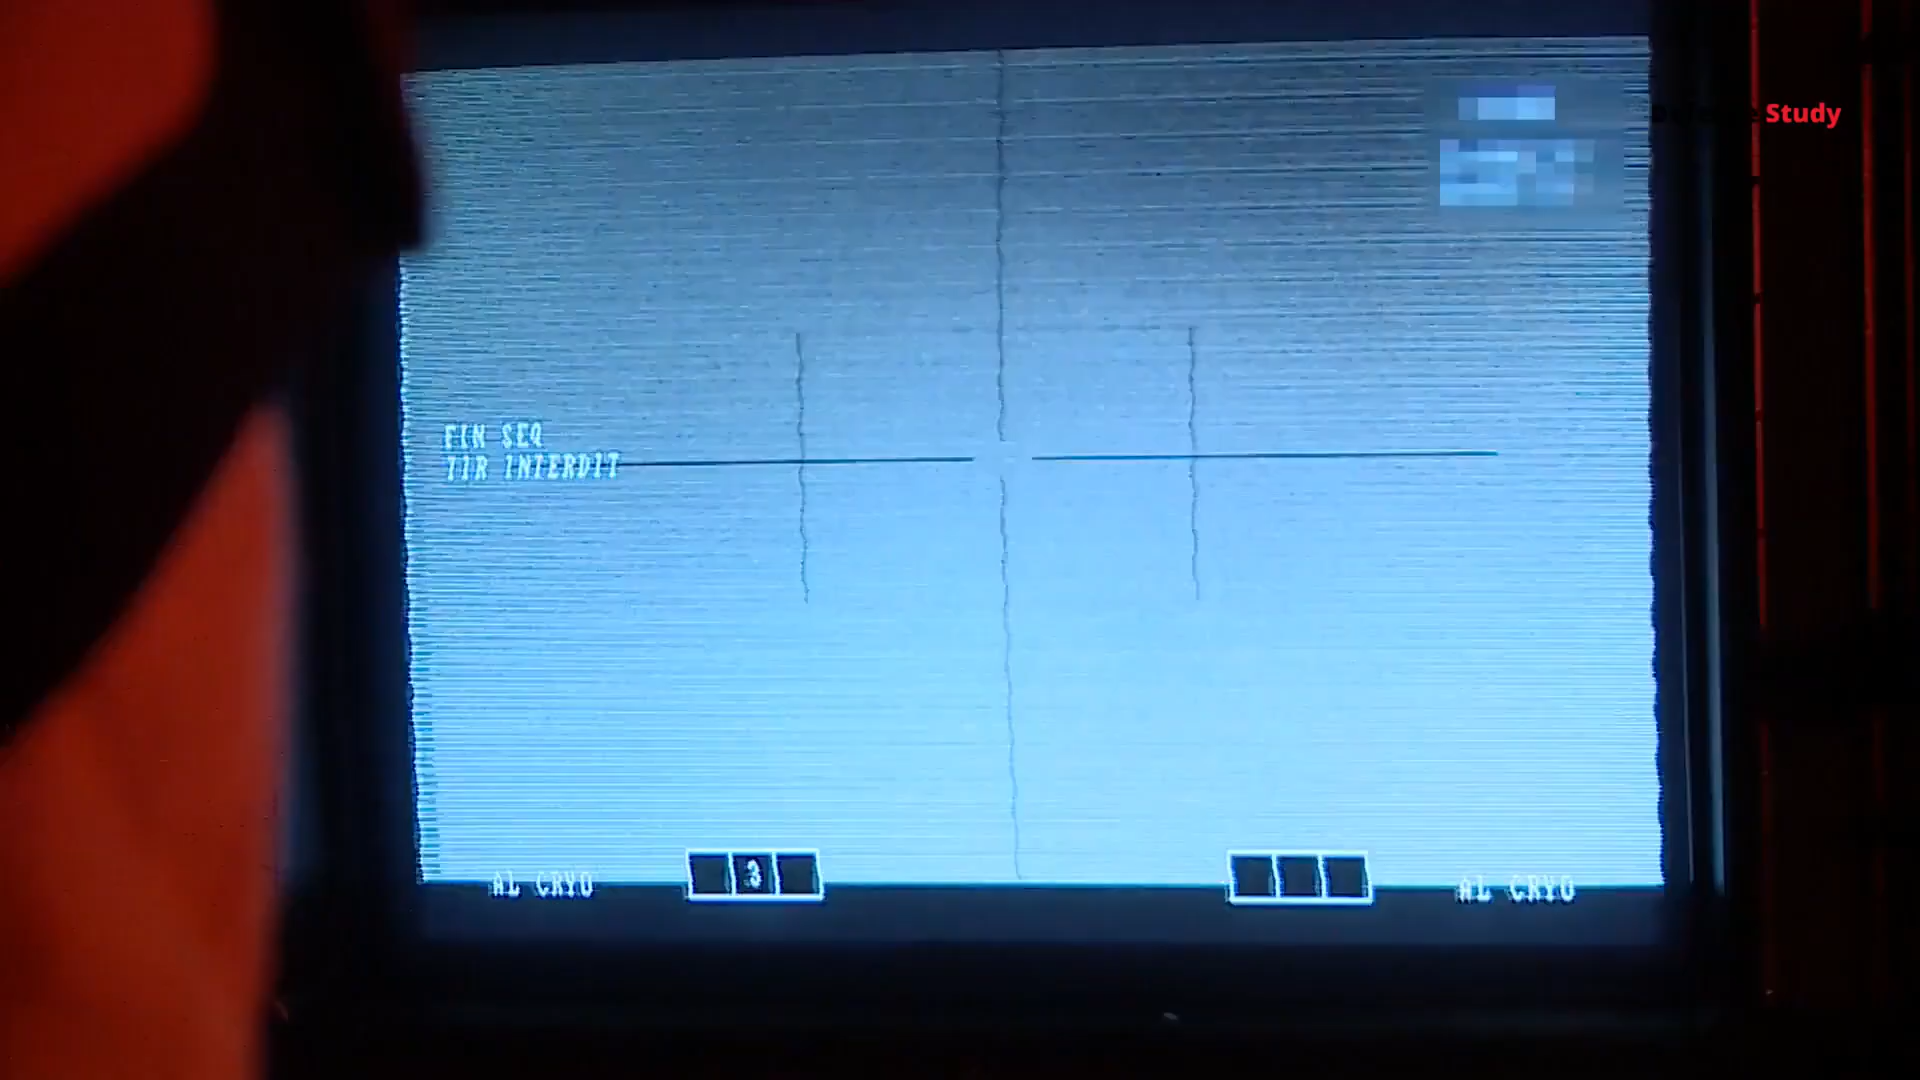 Study
FIN SEQ
TIR INTERDIT
3
AL CRYO
AL CRYO